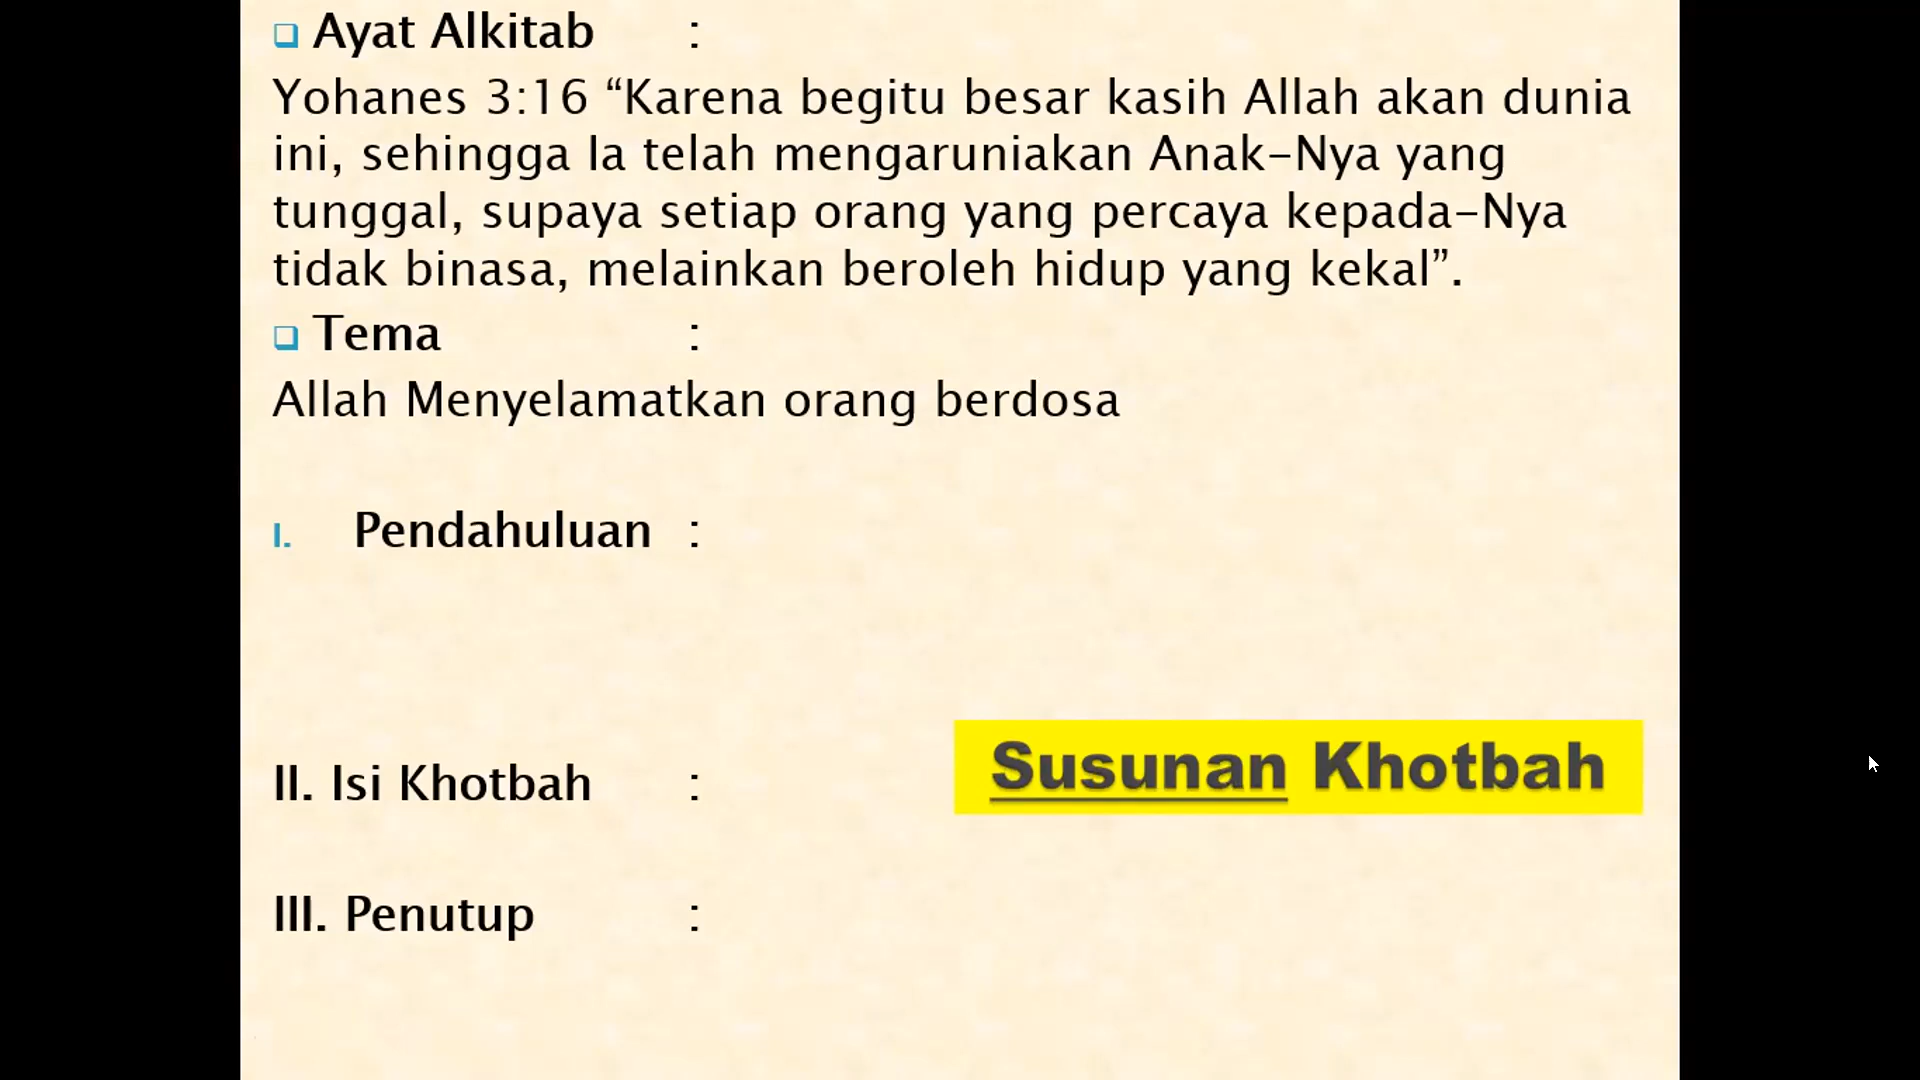 ❑ Ayat Alkitab :
Yohanes 3:16 “Karena begitu besar kasih Allah akan dunia
ini, sehingga Ia telah mengaruniakan Anak-Nya yang
tunggal, supaya setiap orang yang percaya kepada-Nya
tidak binasa, melainkan beroleh hidup yang kekal”.
❑ Tema :
Allah Menyelamatkan orang berdosa
I. Pendahuluan :
II. Isi Khotbah :
Susunan Khotbah
III. Penutup :